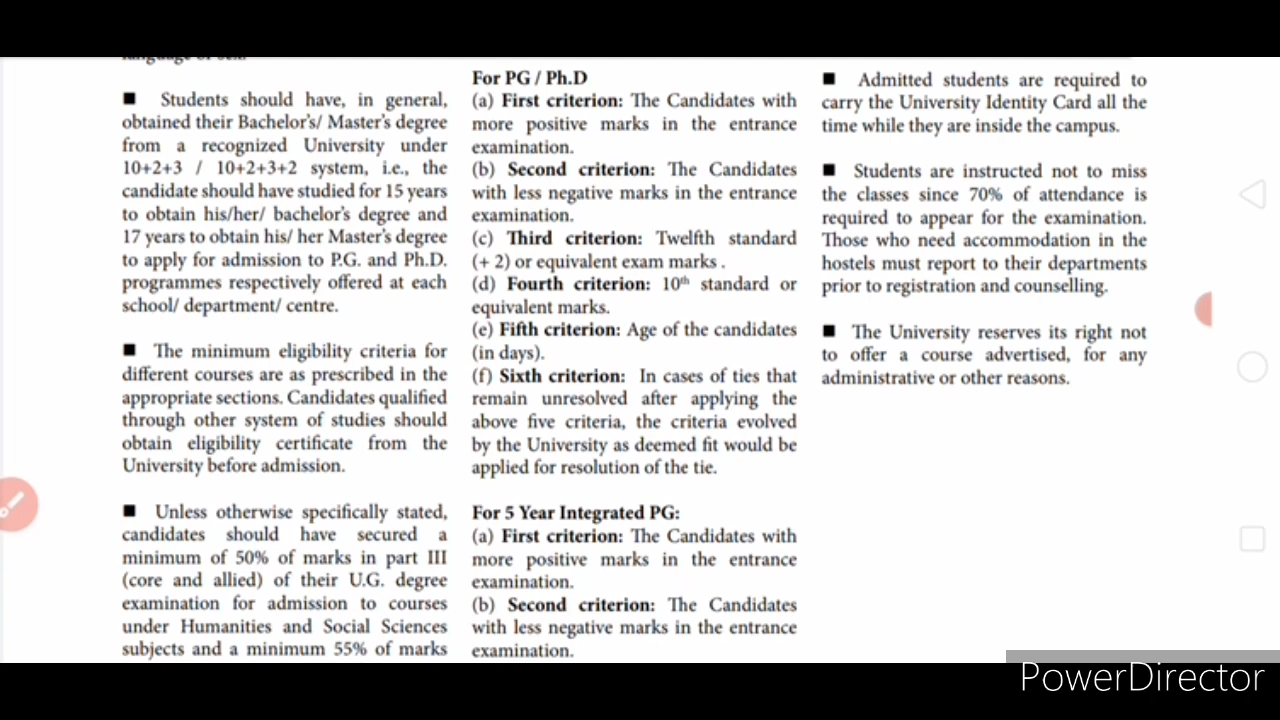 language or sex.
■ Students should have, in general,
obtained their Bachelor's/ Master's degree
from a recognized University under
10+2+3 / 10+2+3+2 system, i.e., the
candidate should have studied for 15 years
to obtain his/her/ bachelor's degree and
17 years to obtain his/ her Master's degree
to apply for admission to P.G. and Ph.D.
programmes respectively offered at each
school/ department/ centre.
■ The minimum eligibility criteria for
different courses are as prescribed in the
appropriate sections. Candidates qualified
through other system of studies should
obtain eligibility certificate from the
University before admission.
■ Unless otherwise specifically stated,
candidates should have secured a
minimum of 50% of marks in part III
(core and allied) of their U.G. degree
examination for admission to courses
under Humanities and Social Sciences
subjects and a minimum 55% of marks
For PG / Ph.D
(a) First criterion: The Candidates with
more positive marks in the entrance
examination.
(b) Second criterion: The Candidates
with less negative marks in the entrance
examination.
(c) Third criterion: Twelfth standard
(+ 2) or equivalent exam marks .
(d) Fourth criterion: 10th standard or
equivalent marks.
(e) Fifth criterion: Age of the candidates
(in days).
(f) Sixth criterion: In cases of ties that
remain unresolved after applying the
above five criteria, the criteria evolved
by the University as deemed fit would be
applied for resolution of the tie.
For 5 Year Integrated PG:
(a) First criterion: The Candidates with
more positive marks in the entrance
examination.
(b) Second criterion: The Candidates
with less negative marks in the entrance
examination.
■ Admitted students are required to
carry the University Identity Card all the
time while they are inside the campus.
■ Students are instructed not to miss
the classes since 70% of attendance is
required to appear for the examination.
Those who need accommodation in the
hostels must report to their departments
prior to registration and counselling.
■ The University reserves its right not
to offer a course advertised, for any
administrative or other reasons.
PowerDirector